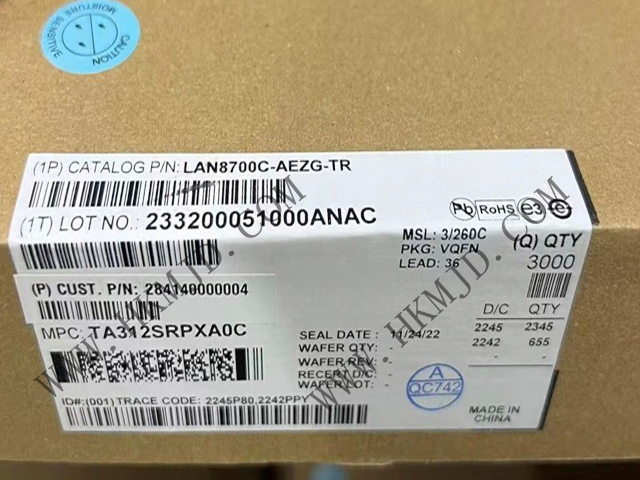 MOISTURE SENSITIVE
CAUTION
(1P) CATALOG P/N: LAN8700C-AEZG-TR
(1T) LOT NO.: 233200051000ANAC
Pb RoHS e3
MSL: 3/260C
PKG: VQFN
LEAD: 36
(Q) QTY
3000
(P) CUST. P/N: 284140000004
MPC: TA312SRPXA0C
D/C QTY
2245 2345
2242 655
SEAL DATE : 11/24/22
WAFER QTY: -
WAFER REV: -
RECERT D/C: -
WAFER LOT: -
A
QC742
ID#:(001) TRACE CODE: 2245P80,2242PPY
MADE IN
CHINA
WWW.HKMJD.COM
WWW.HKMJD.COM